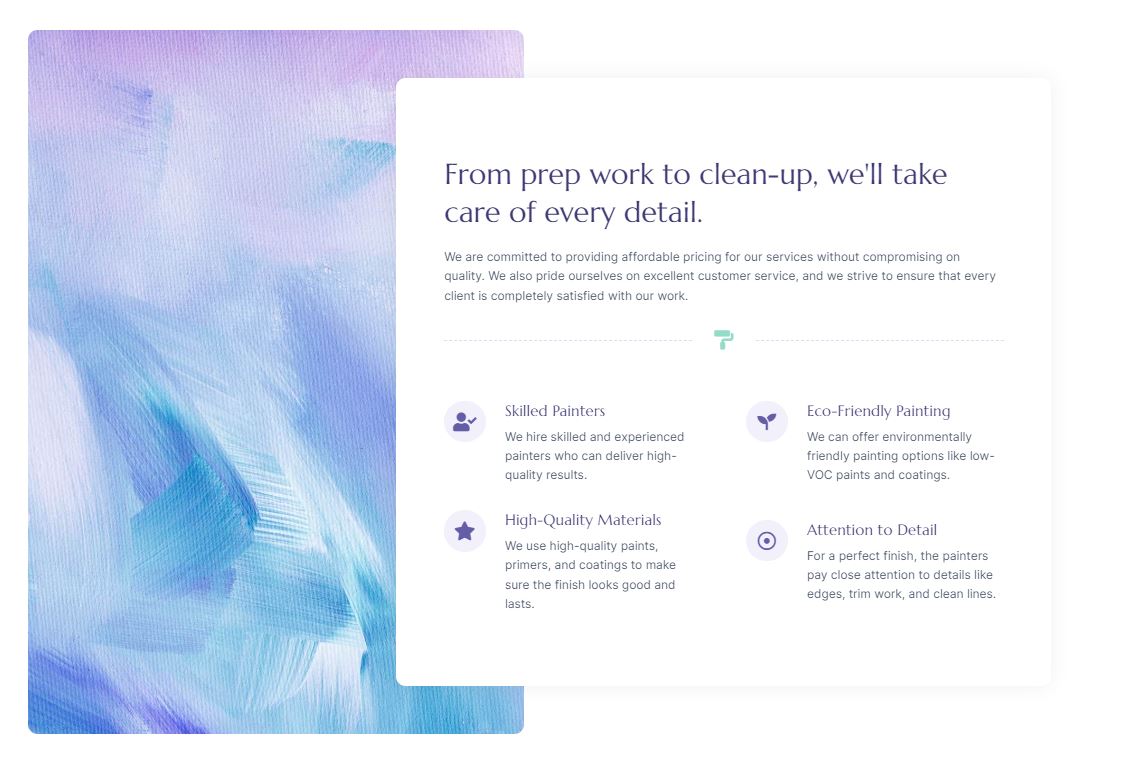 From prep work to clean-up, we'll take
care of every detail.
We are committed to providing affordable pricing for our services without compromising on
quality. We also pride ourselves on excellent customer service, and we strive to ensure that every
client is completely satisfied with our work.
Skilled Painters
We hire skilled and experienced
painters who can deliver high-
quality results.
High-Quality Materials
We use high-quality paints,
primers, and coatings to make
sure the finish looks good and
lasts.
Eco-Friendly Painting
We can offer environmentally
friendly painting options like low-
VOC paints and coatings.
Attention to Detail
For a perfect finish, the painters
pay close attention to details like
edges, trim work, and clean lines.